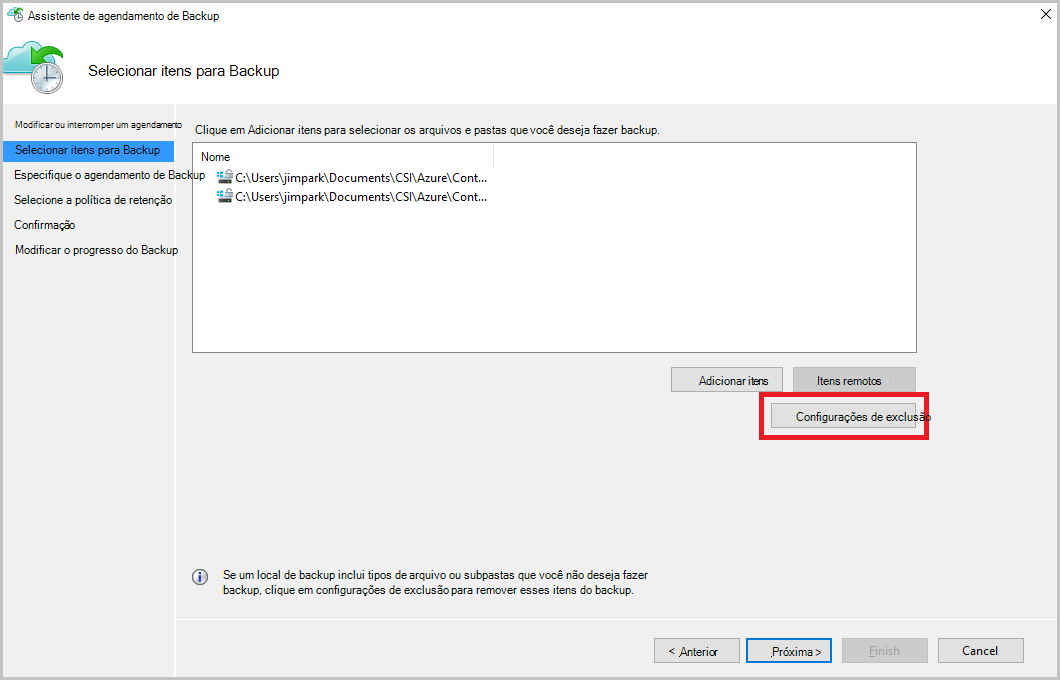 Assistente de agendamento de Backup
Selecionar itens para Backup
Modificar ou interromper um agendamento
Selecionar itens para Backup
Especifique o agendamento de Backup
Selecione a política de retenção
Confirmação
Modificar o progresso do Backup
Clique em Adicionar itens para selecionar os arquivos e pastas que você deseja fazer backup.
Nome
C:\Users\jimpark\Documents\CSI\Azure\Cont...
C:\Users\jimpark\Documents\CSI\Azure\Cont...
Adicionar itens
Itens remotos
Configurações de exclusão
Se um local de backup inclui tipos de arquivo ou subpastas que você não deseja fazer
backup, clique em configurações de exclusão para remover esses itens do backup.
< Anterior
Próxima >
Finish
Cancel